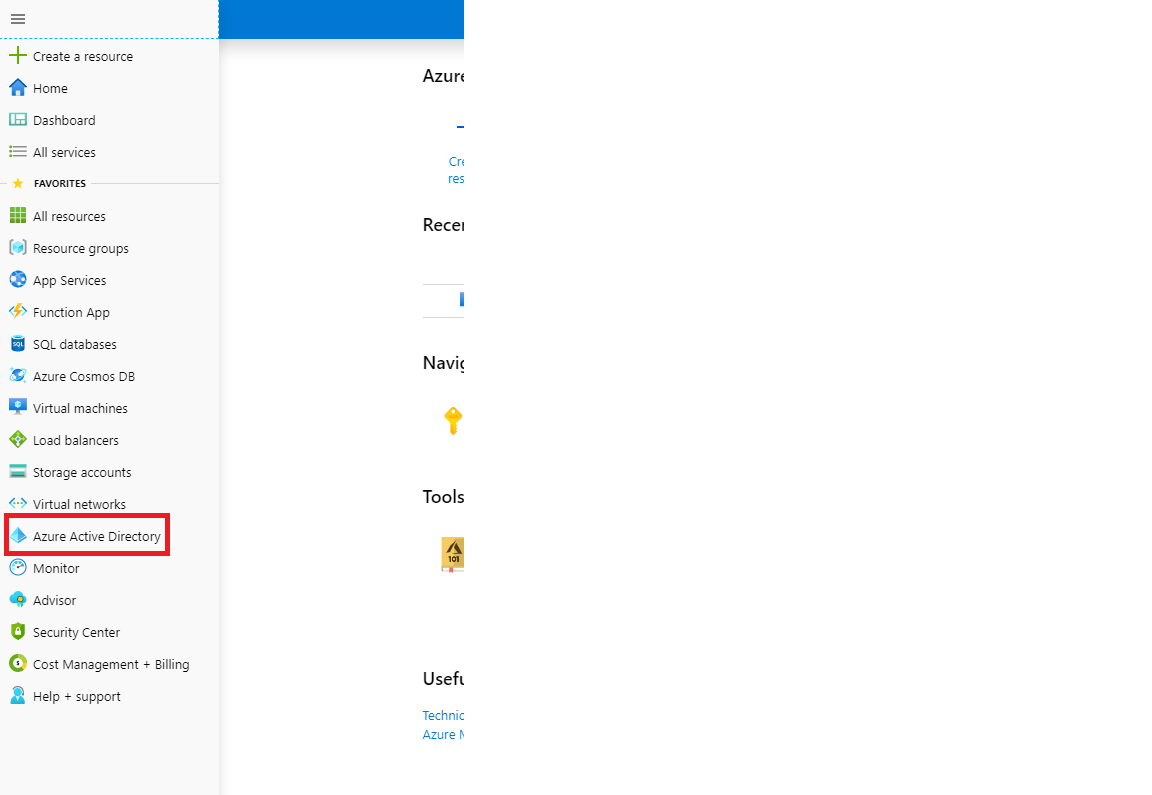 Create a resource
Home
Dashboard
All services
FAVORITES
All resources
Resource groups
App Services
Function App
SQL
SQL databases
Azure Cosmos DB
Virtual machines
Load balancers
Storage accounts
Virtual networks
Azure Active Directory
Monitor
Advisor
Security Center
Cost Management + Billing
Help + support
Azure
Cre
res
Recen
Navig
Tools
101
Usefu
Technic
Azure M